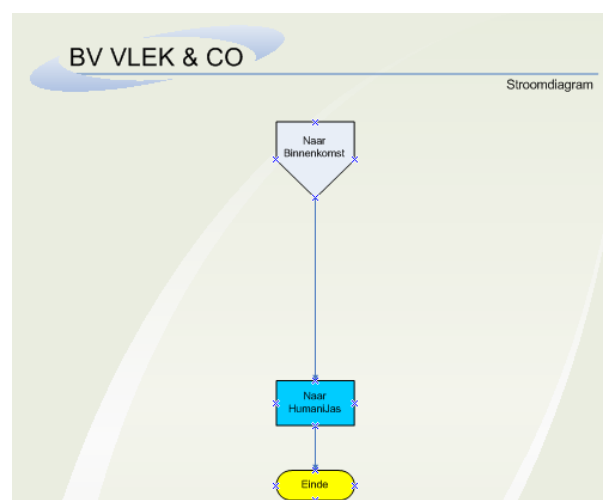 BV VLEK & CO
Stroomdiagram
Naar
Binnenkomst
Naar
HumaniJas
Einde